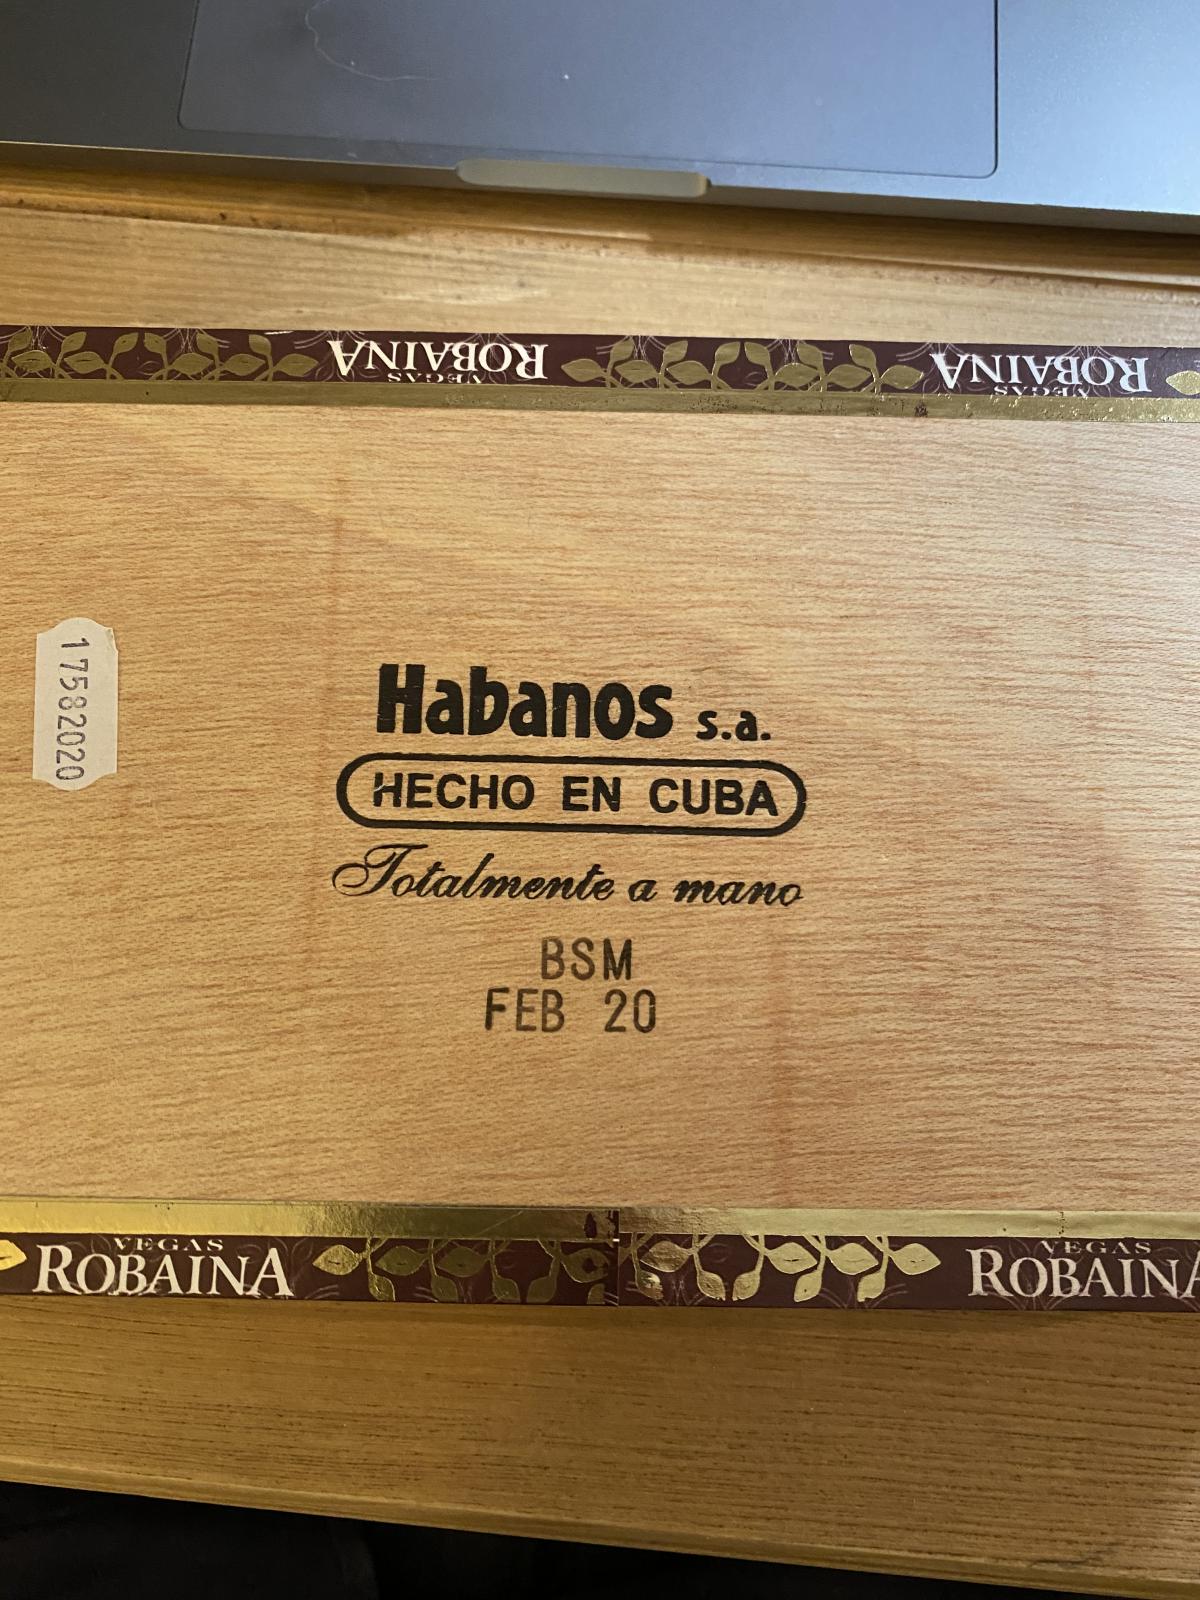 VEGAS
ROBAINA
VEGAS
ROBAINA
17582020
Habanos s.a.
HECHO EN CUBA
Totalmente a mano
BSM
FEB 20
VEGAS
ROBAINA
VEGAS
ROBAINA